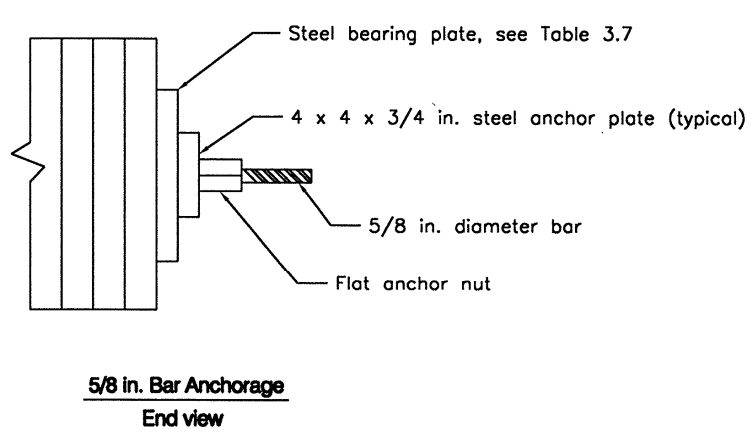 Steel bearing plate, see Table 3.7
4 x 4 x 3/4 in. steel anchor plate (typical)
5/8 in. diameter bar
Flat anchor nut
5/8 in. Bar Anchorage
End view